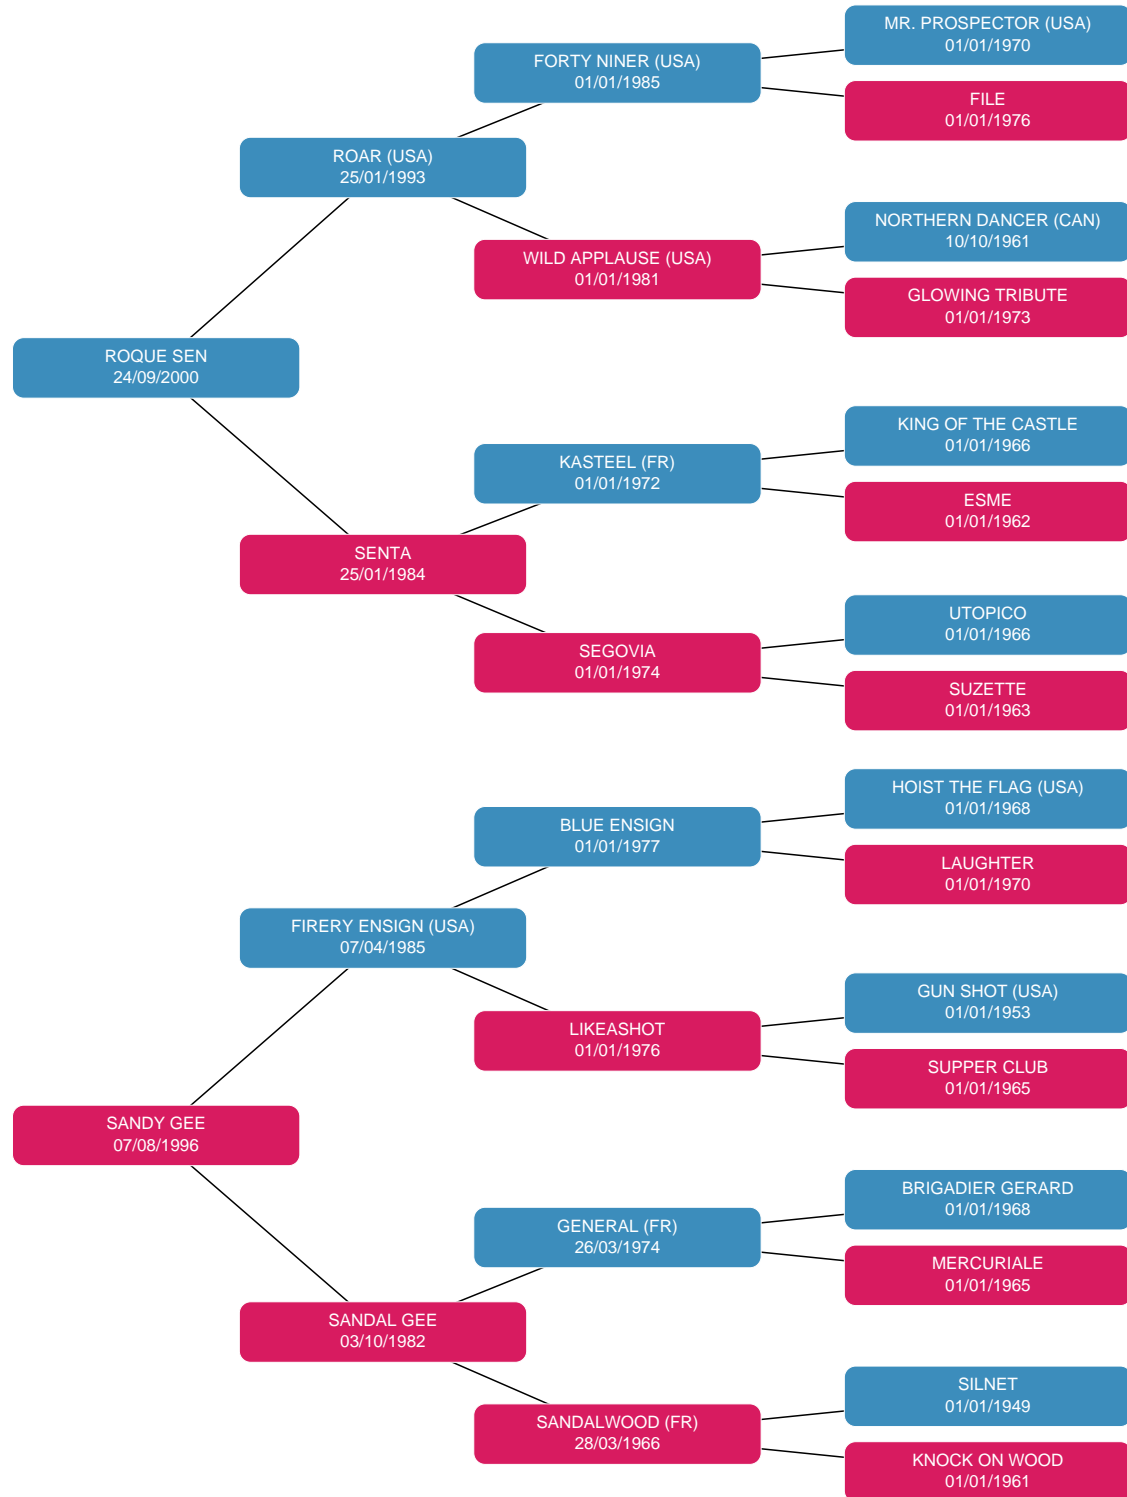 MR. PROSPECTOR (USA)
01/01/1970
FORTY NINER (USA)
01/01/1985
FILE
01/01/1976
ROAR (USA)
25/01/1993
NORTHERN DANCER (CAN)
10/10/1961
WILD APPLAUSE (USA)
01/01/1981
GLOWING TRIBUTE
01/01/1973
ROQUE SEN
24/09/2000
KING OF THE CASTLE
01/01/1966
KASTEEL (FR)
01/01/1972
ESME
01/01/1962
SENTA
25/01/1984
UTOPICO
01/01/1966
SEGOVIA
01/01/1974
SUZETTE
01/01/1963
HOIST THE FLAG (USA)
01/01/1968
BLUE ENSIGN
01/01/1977
LAUGHTER
01/01/1970
FIRERY ENSIGN (USA)
07/04/1985
GUN SHOT (USA)
01/01/1953
LIKEASHOT
01/01/1976
SUPPER CLUB
01/01/1965
SANDY GEE
07/08/1996
BRIGADIER GERARD
01/01/1968
GENERAL (FR)
26/03/1974
MERCURIALE
01/01/1965
SANDAL GEE
03/10/1982
SILNET
01/01/1949
SANDALWOOD (FR)
28/03/1966
KNOCK ON WOOD
01/01/1961